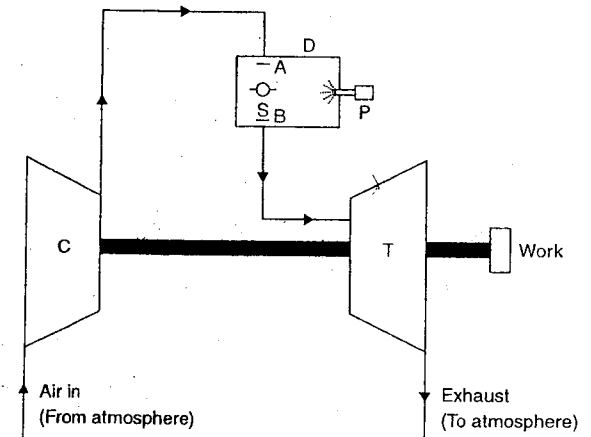 D
A
S
B
P
C
T
Work
Air in
(From atmosphere)
Exhaust
(To atmosphere)